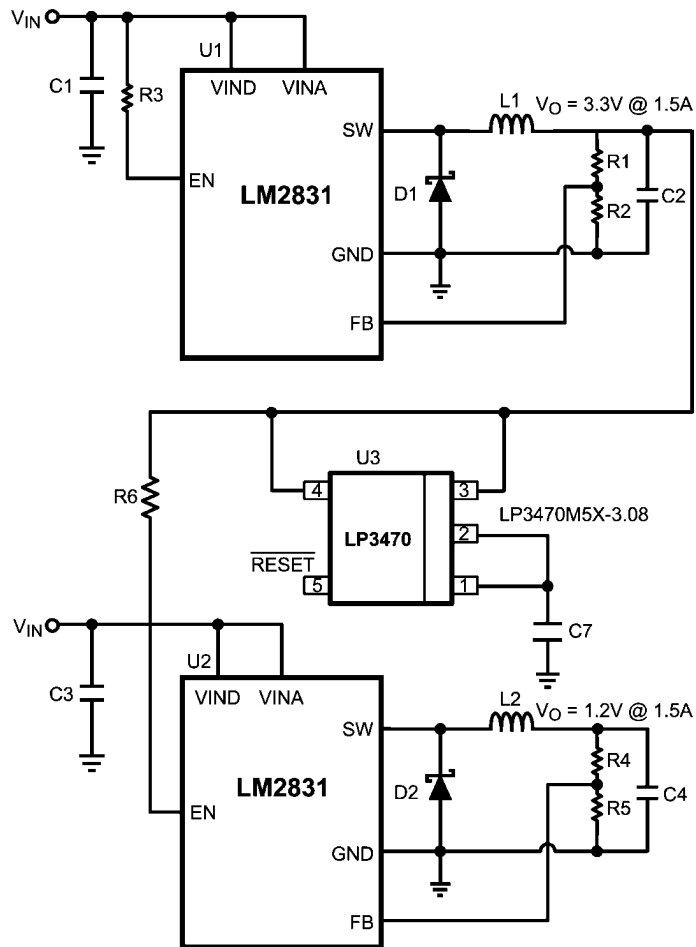 VIN
U1
VIND VINA
C1
R3
L1
VO = 3.3V @ 1.5A
SW
EN
LM2831
D1
R1
R2
C2
GND
FB
U3
R6
4
3
LP3470M5X-3.08
LP3470
2
RESET
5
1
VIN
C7
U2
VIND VINA
C3
L2
VO = 1.2V @ 1.5A
SW
LM2831
D2
R4
R5
C4
EN
GND
FB